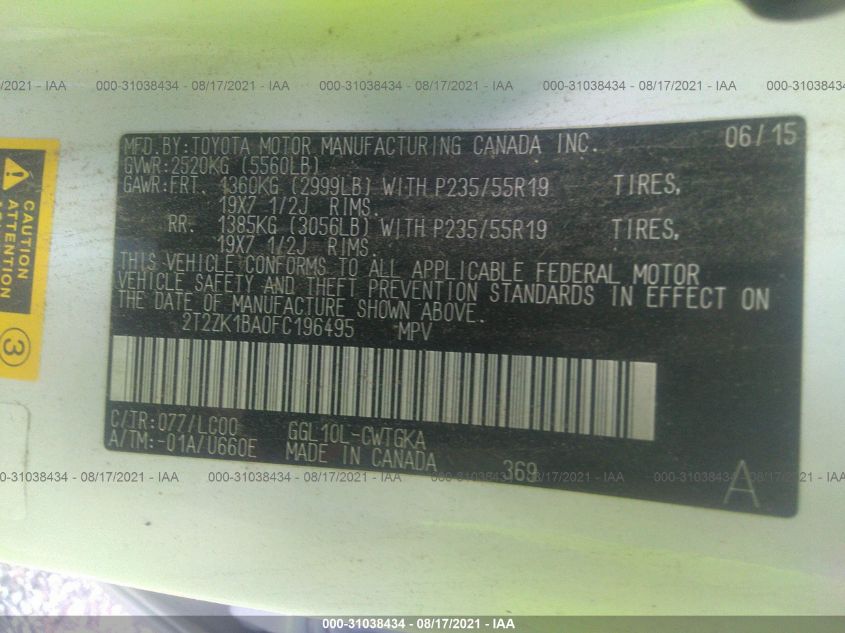 /2021 - IAA 000-31038434 - 08/17/2021 - IAA 000-31038434 - 08/17/2021 - IAA 000-31038434 - 08/
MFD.BY:TOYOTA MOTOR MANUFACTURING CANADA INC. 06/15
GVWR:2520KG (5560LB)
GAWR:FRT. 1360KG (2999LB) WITH P235/55R19 TIRES,
19X7 1/2J RIMS.
RR. 1385KG (3056LB) WITH P235/55R19 TIRES,
19X7 1/2J RIMS.
THIS VEHICLE CONFORMS TO ALL APPLICABLE FEDERAL MOTOR
VEHICLE SAFETY AND THEFT PREVENTION STANDARDS IN EFFECT ON
THE DATE OF MANUFACTURE SHOWN ABOVE.
2T2ZK1BA0FC196495 MPV
C/TR:077/LC00 GGL10L-CWTGKA
A/TM:-01A/U660E MADE IN CANADA 369
A
CAUTION
ATTENTION
3
/2021 - IAA 000-31038434 - 08/17/2021 - IAA 000-31038434 - 08/17/2021 - IAA 000-31038434 - 08/
000-31038434 - 08/17/2021 - IAA